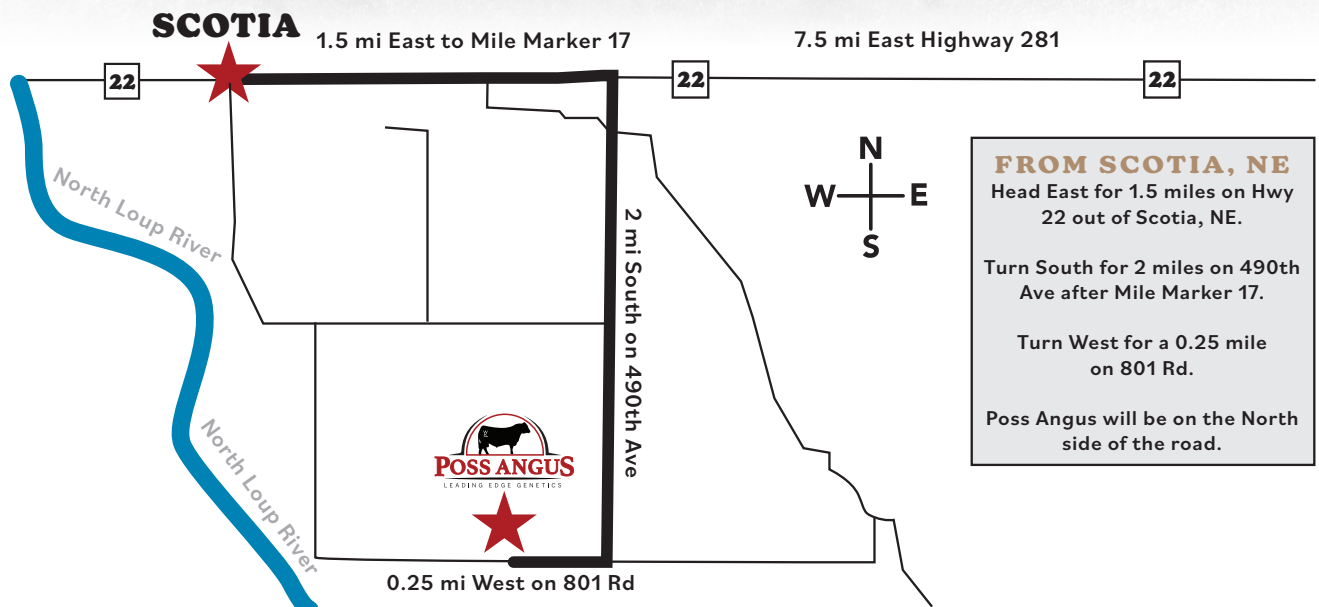 SCOTIA
1.5 mi East to Mile Marker 17
7.5 mi East Highway 281
22
22
22
N
W
E
S
North Loup River
North Loup River
2 mi South on 490th Ave
POSS ANGUS
LEADING EDGE GENETICS
0.25 mi West on 801 Rd
FROM SCOTIA, NE
Head East for 1.5 miles on Hwy
22 out of Scotia, NE.
Turn South for 2 miles on 490th
Ave after Mile Marker 17.
Turn West for a 0.25 mile
on 801 Rd.
Poss Angus will be on the North
side of the road.